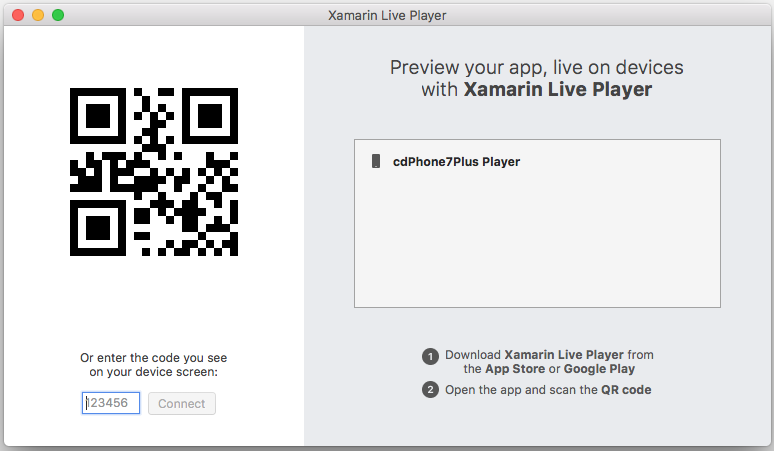 Xamarin Live Player
Preview your app, live on devices
with Xamarin Live Player
cdPhone7Plus Player
Or enter the code you see
on your device screen:
123456
Connect
1 Download Xamarin Live Player from
the App Store or Google Play
2 Open the app and scan the QR code